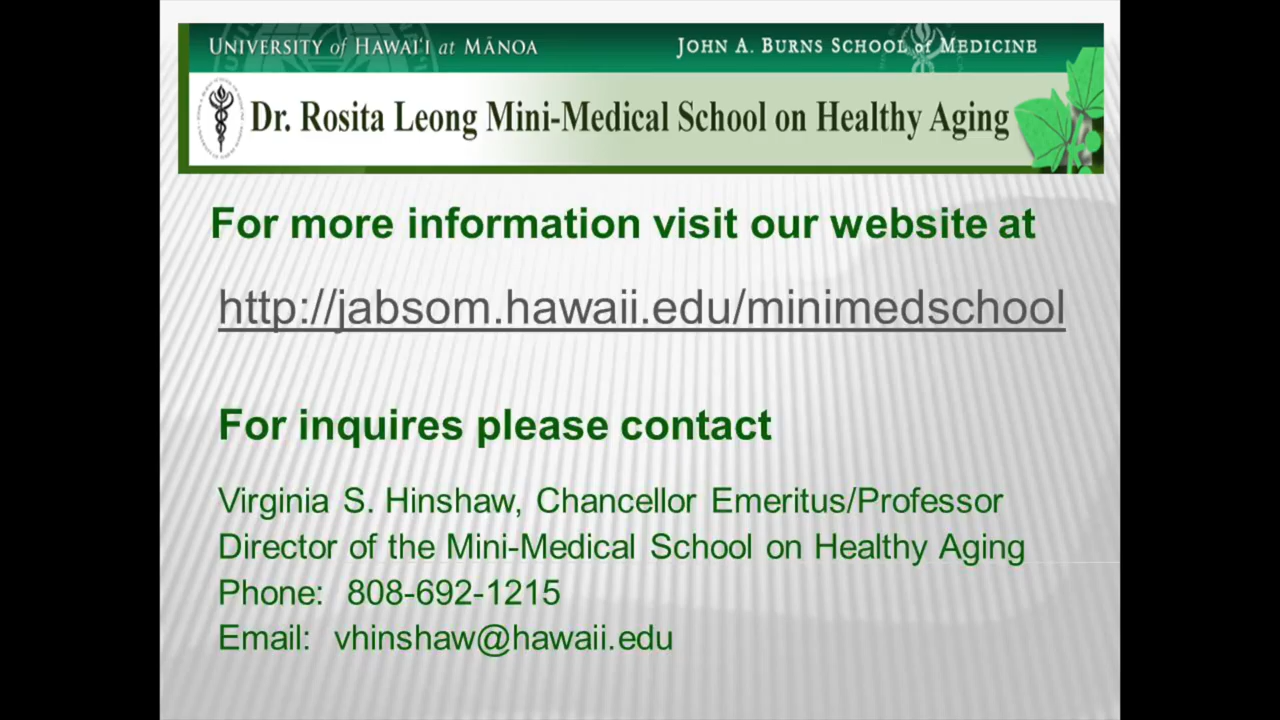 UNIVERSITY of HAWAI'I at MĀNOA
JOHN A. BURNS SCHOOL of MEDICINE
Dr. Rosita Leong Mini-Medical School on Healthy Aging
For more information visit our website at
http://jabsom.hawaii.edu/minimedschool
For inquires please contact
Virginia S. Hinshaw, Chancellor Emeritus/Professor
Director of the Mini-Medical School on Healthy Aging
Phone: 808-692-1215
Email: vhinshaw@hawaii.edu